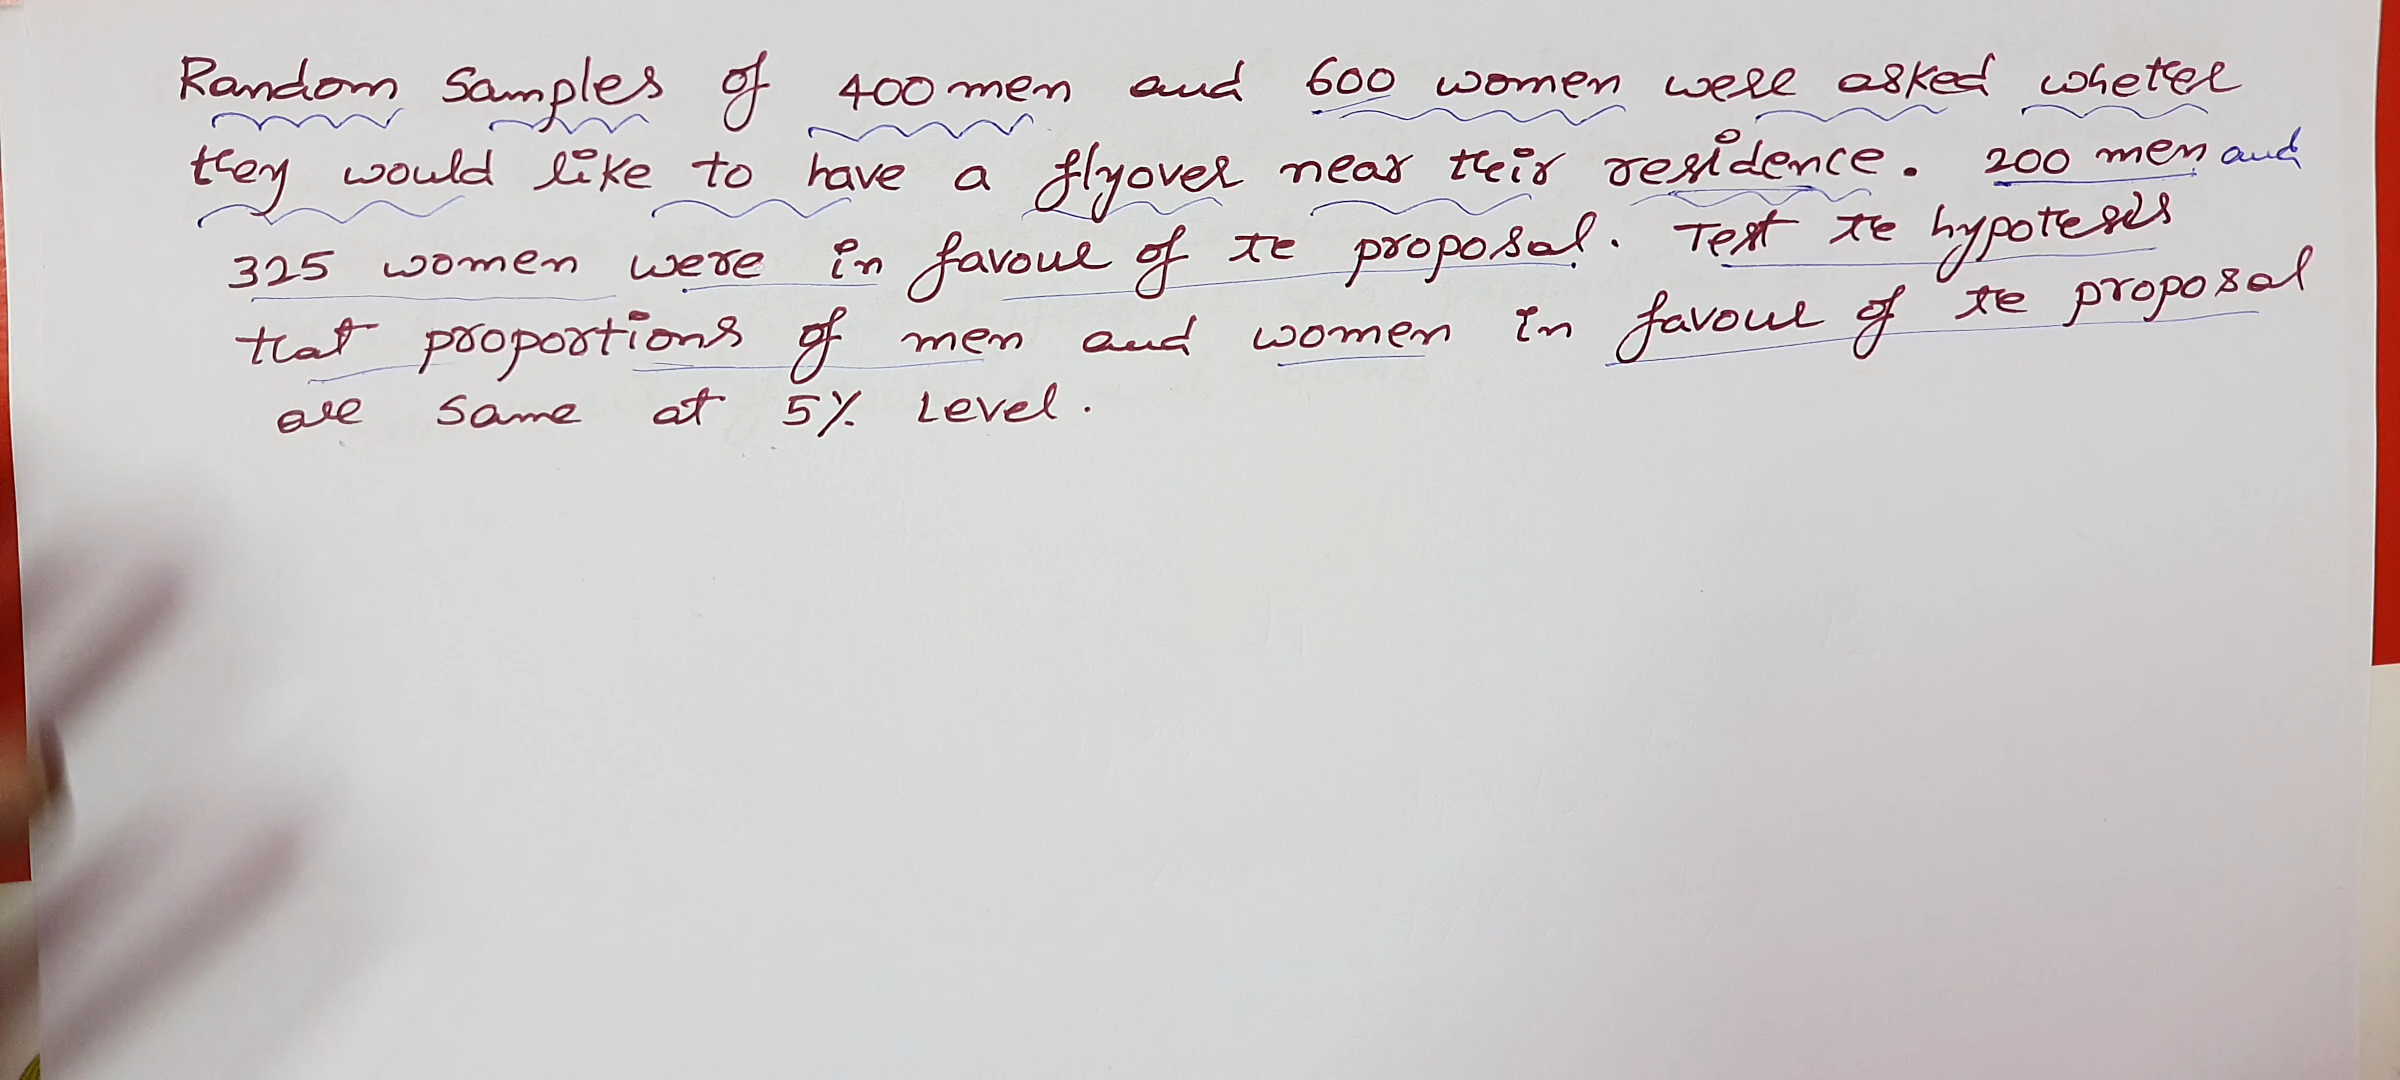 Random Samples of 400 men and 600 women were asked whether
they would like to have a flyover near their residence. 200 men and
325 women were in favour of the proposal. Test the hypothesis
that proportions of men and women in favour of the proposal
are same at 5% Level.